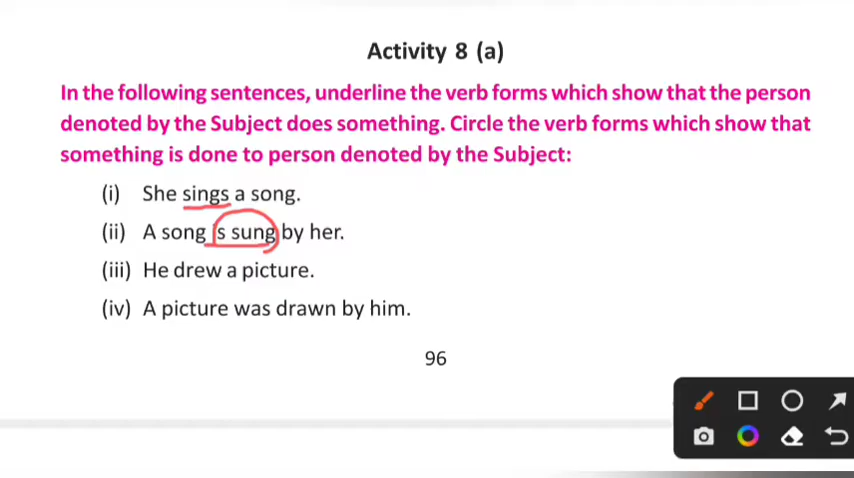 Activity 8 (a)
In the following sentences, underline the verb forms which show that the person
denoted by the Subject does something. Circle the verb forms which show that
something is done to person denoted by the Subject:
(i) She sings a song.
(ii) A song is sung by her.
(iii) He drew a picture.
(iv) A picture was drawn by him.
96